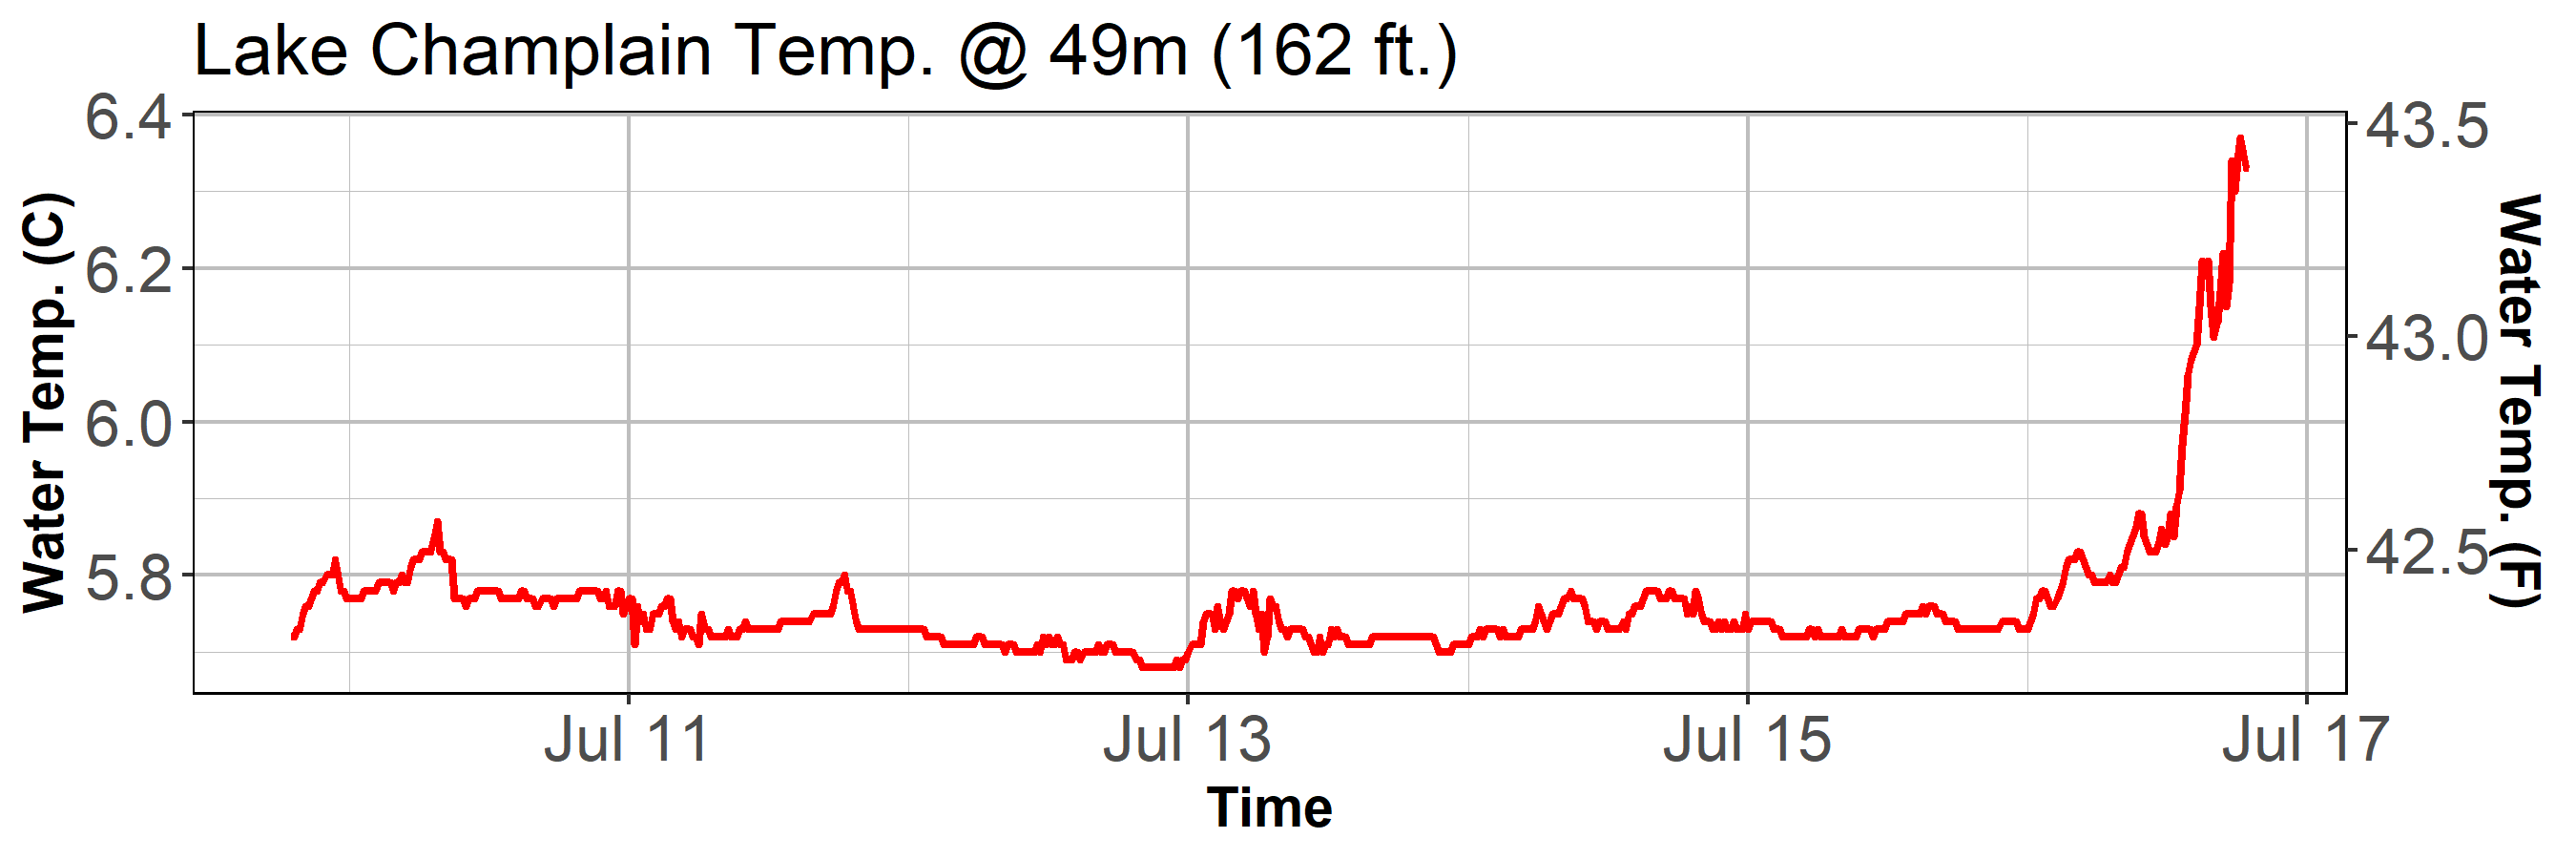 Lake Champlain Temp. @ 49m (162 ft.)
6.4
6.2
6.0
5.8
Water Temp. (C)
43.5
43.0
42.5
Water Temp. (F)
Jul 11
Jul 13
Jul 15
Jul 17
Time